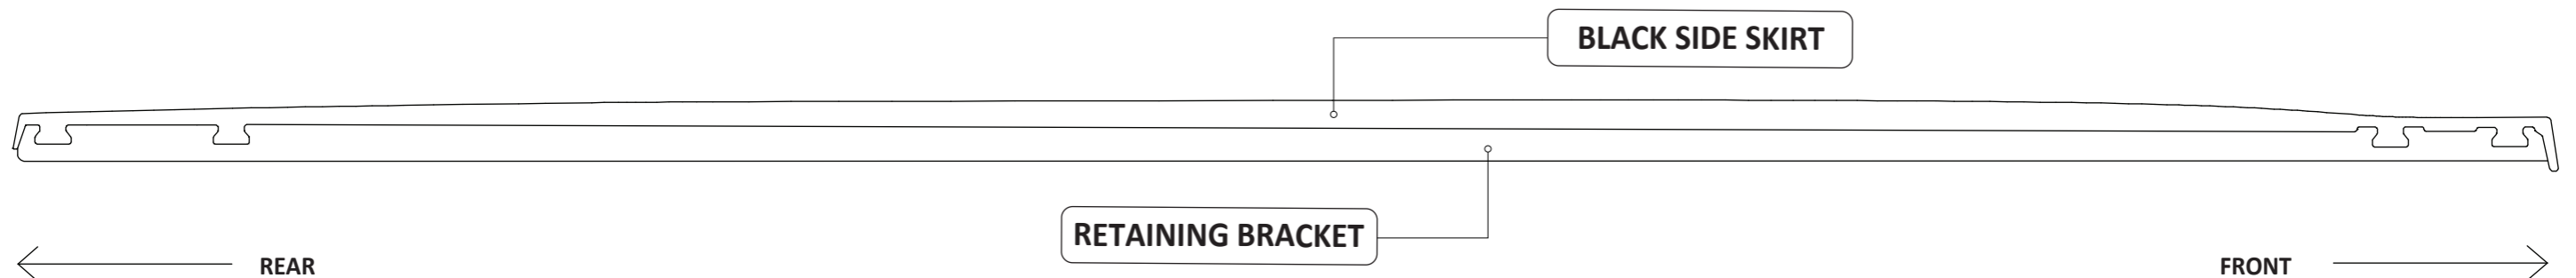 BLACK SIDE SKIRT
RETAINING BRACKET
REAR
FRONT